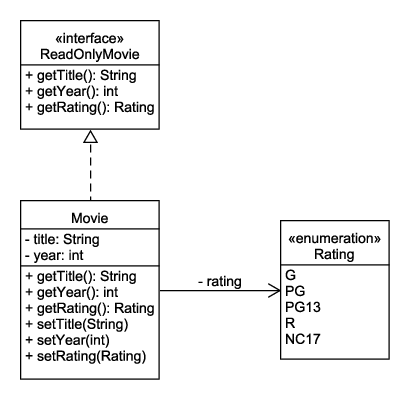 «interface»
ReadOnlyMovie
+ getTitle(): String
+ getYear(): int
+ getRating(): Rating
Movie
- title: String
- year: int
+ getTitle(): String
+ getYear(): int
+ getRating(): Rating
+ setTitle(String)
+ setYear(int)
+ setRating(Rating)
- rating
«enumeration»
Rating
G
PG
PG13
R
NC17